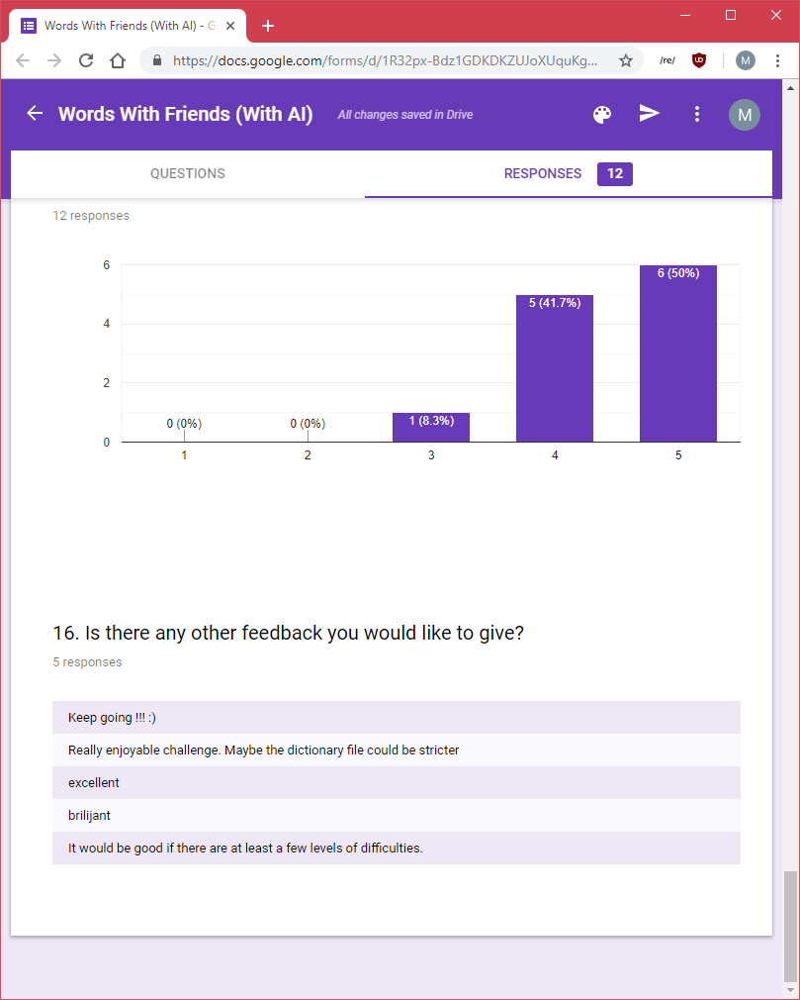 Words With Friends (With AI) - G
https://docs.google.com/forms/d/1R32px-Bdz1GDKDKZUJoXUquKg...
/re/
UD
M
Words With Friends (With AI)
All changes saved in Drive
M
QUESTIONS
RESPONSES 12
12 responses
6
4
2
0
0 (0%)
0 (0%)
1 (8.3%)
5 (41.7%)
6 (50%)
1
2
3
4
5
16. Is there any other feedback you would like to give?
5 responses
Keep going !!! :)
Really enjoyable challenge. Maybe the dictionary file could be stricter
excellent
brilijant
It would be good if there are at least a few levels of difficulties.